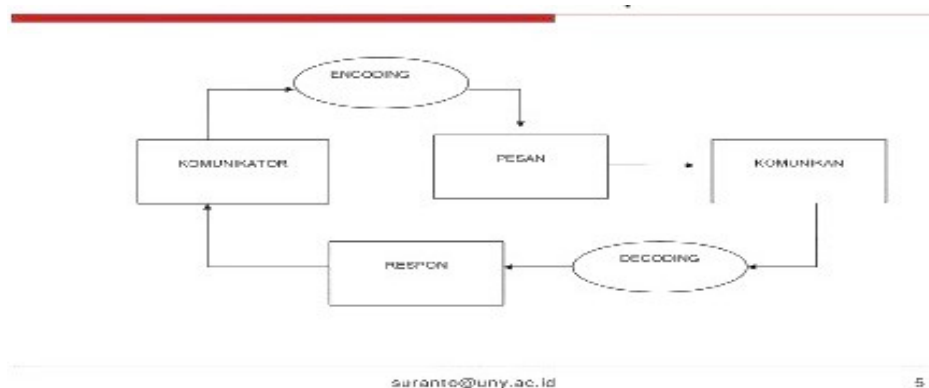 ENCODING
KOMUNIKATOR
PESAN
KOMUNIKAN
RESPON
DECODING
suranto@uny.ac.id
5